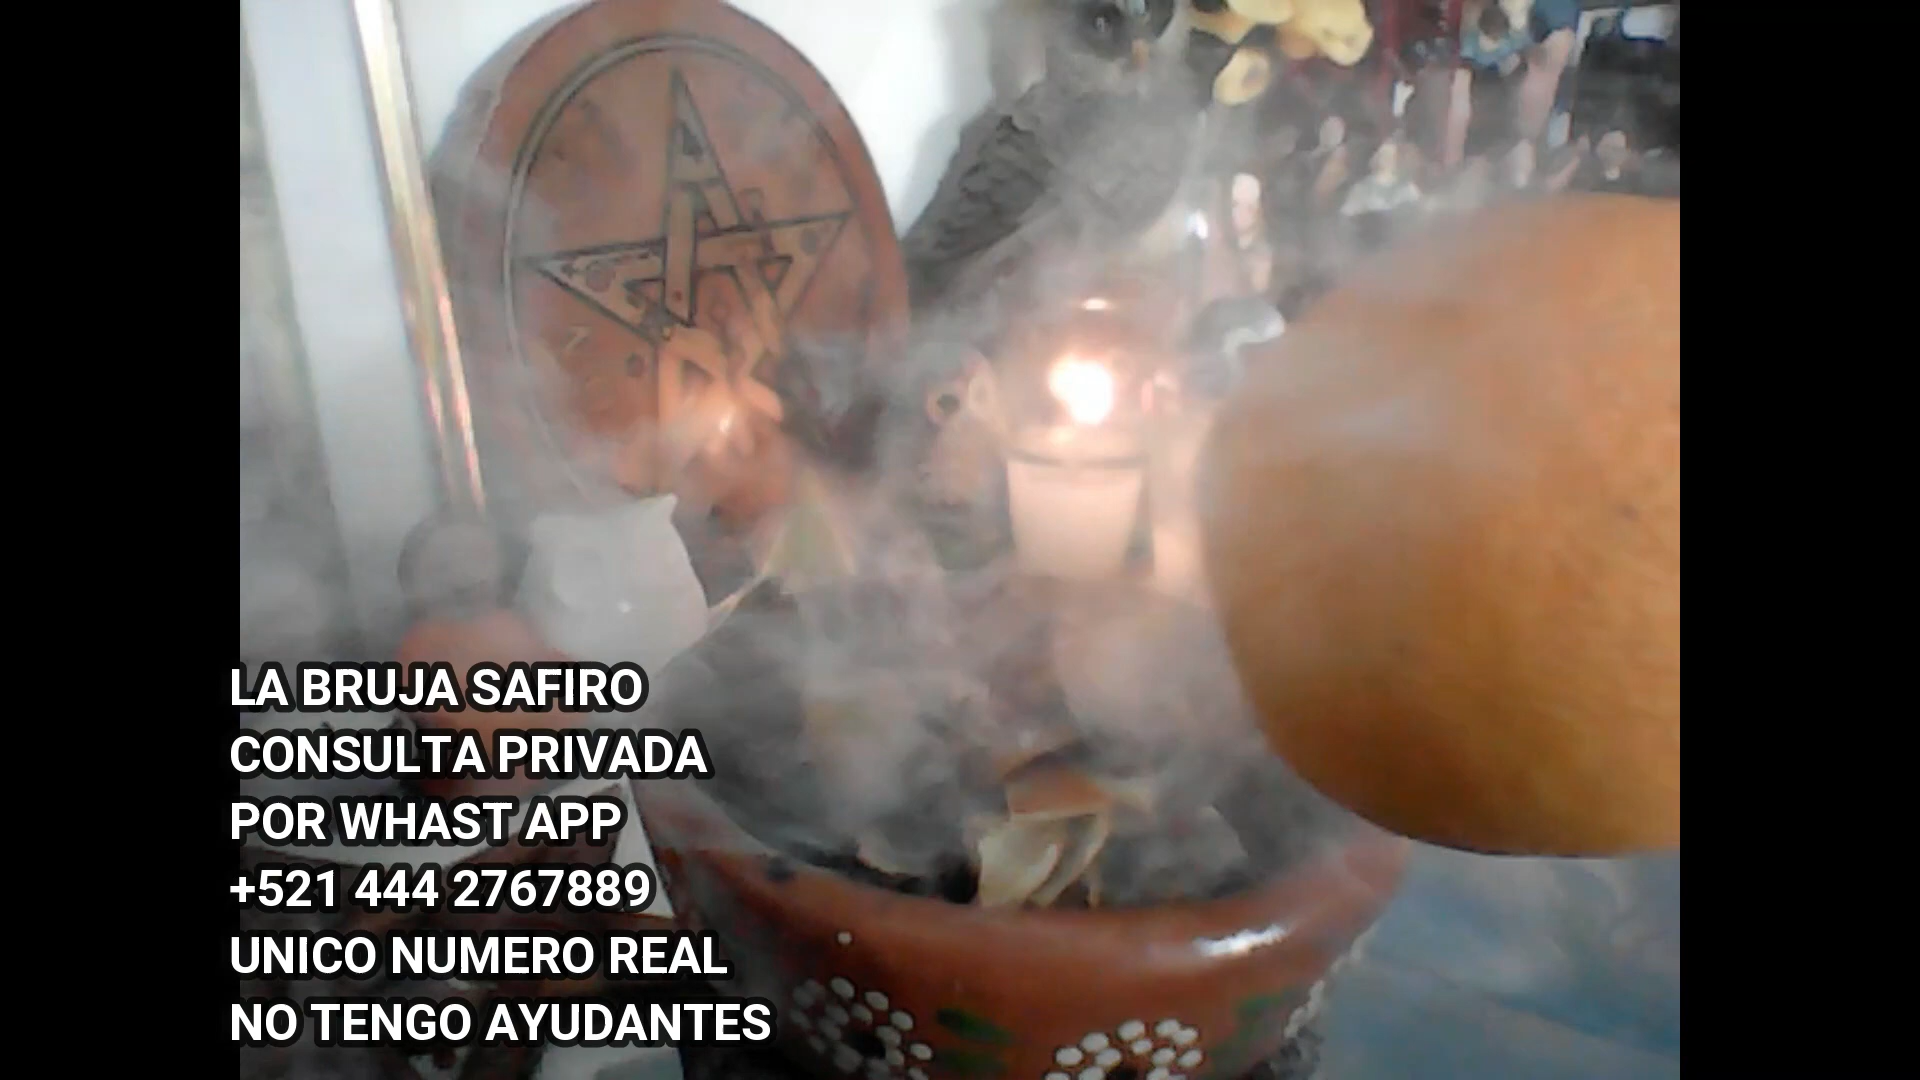 LA BRUJA SAFIRO
CONSULTA PRIVADA
POR WHAST APP
+521 444 2767889
UNICO NUMERO REAL
NO TENGO AYUDANTES